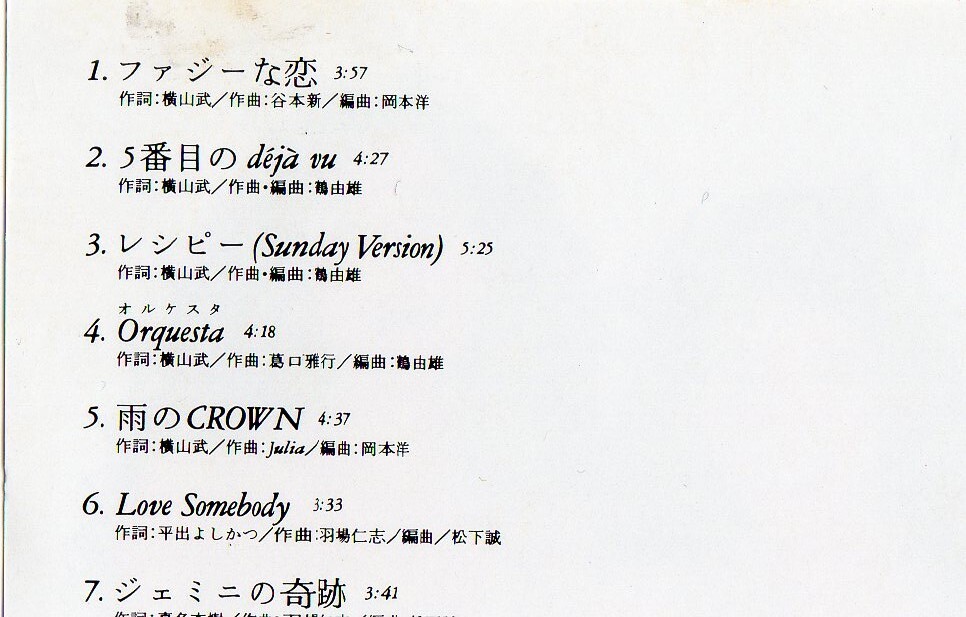 1. ファジーな恋 3:57
作詞:横山武／作曲:谷本新／編曲:岡本洋
2. 5番目の déjà vu 4:27
作詞:横山武／作曲・編曲:鶴由雄
3. レシピー(Sunday Version) 5:25
作詞:横山武／作曲・編曲:鶴由雄
オルケスタ
4. Orquesta 4:18
作詞:横山武／作曲:葛口雅行／編曲:鶴由雄
5. 雨のCROWN 4:37
作詞:横山武／作曲:Julia／編曲:岡本洋
6. Love Somebody 3:33
作詞:平出よしかつ／作曲:羽場仁志／編曲／松下誠
7. ジェミニの奇跡 3:41